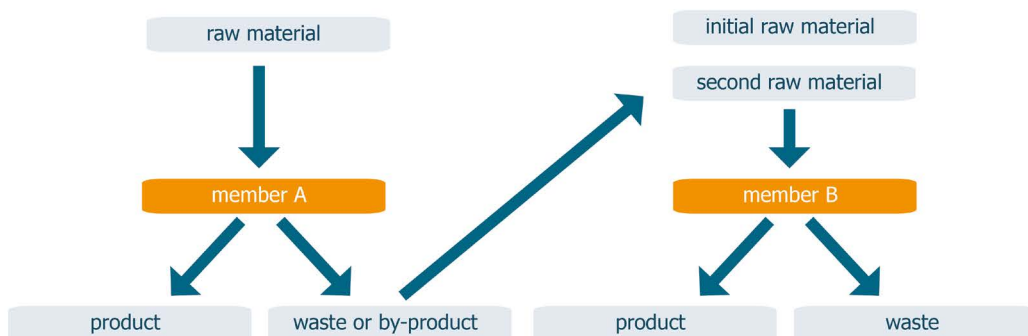 raw material
initial raw material
second raw material
member A
member B
product
waste or by-product
product
waste